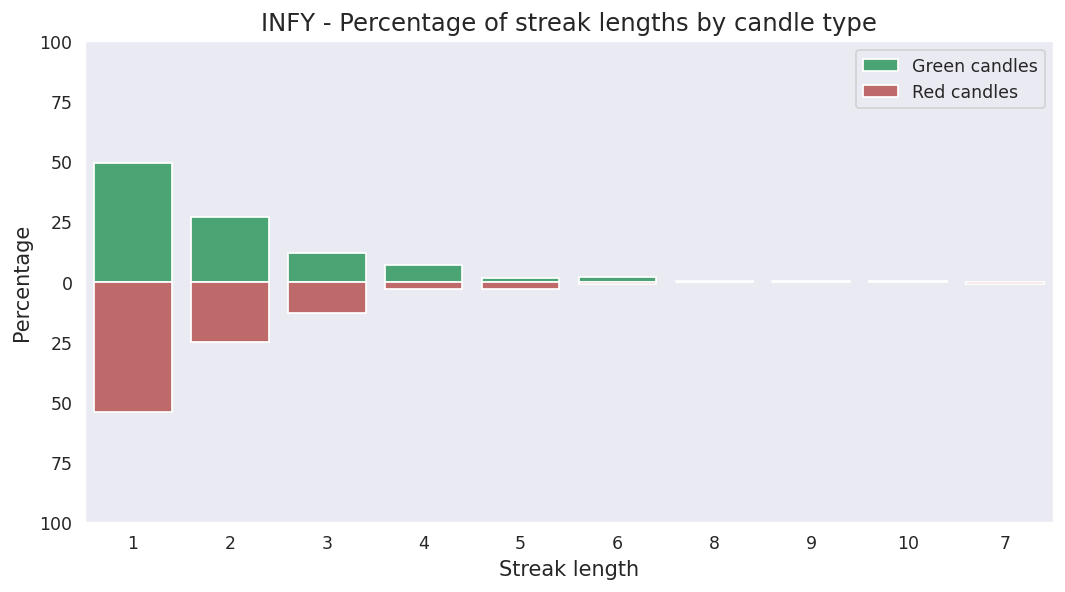 INFY - Percentage of streak lengths by candle type
Green candles
Red candles
Percentage
100
75
50
25
0
25
50
75
100
1 2 3 4 5 6 8 9 10 7
Streak length